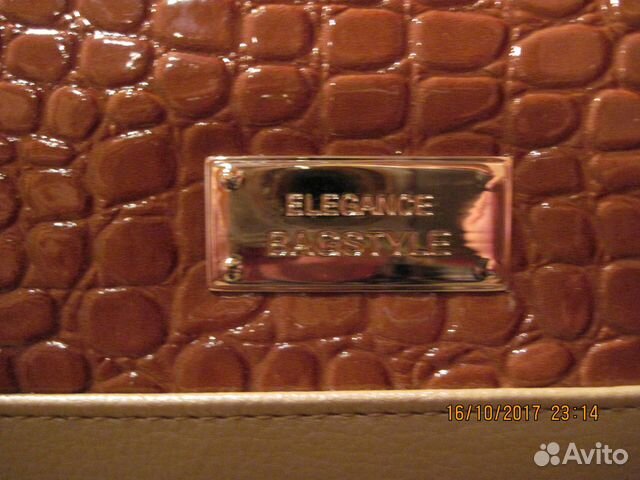 ELEGANCE
BAGSTYLE
16/10/2017 23:14
Avito